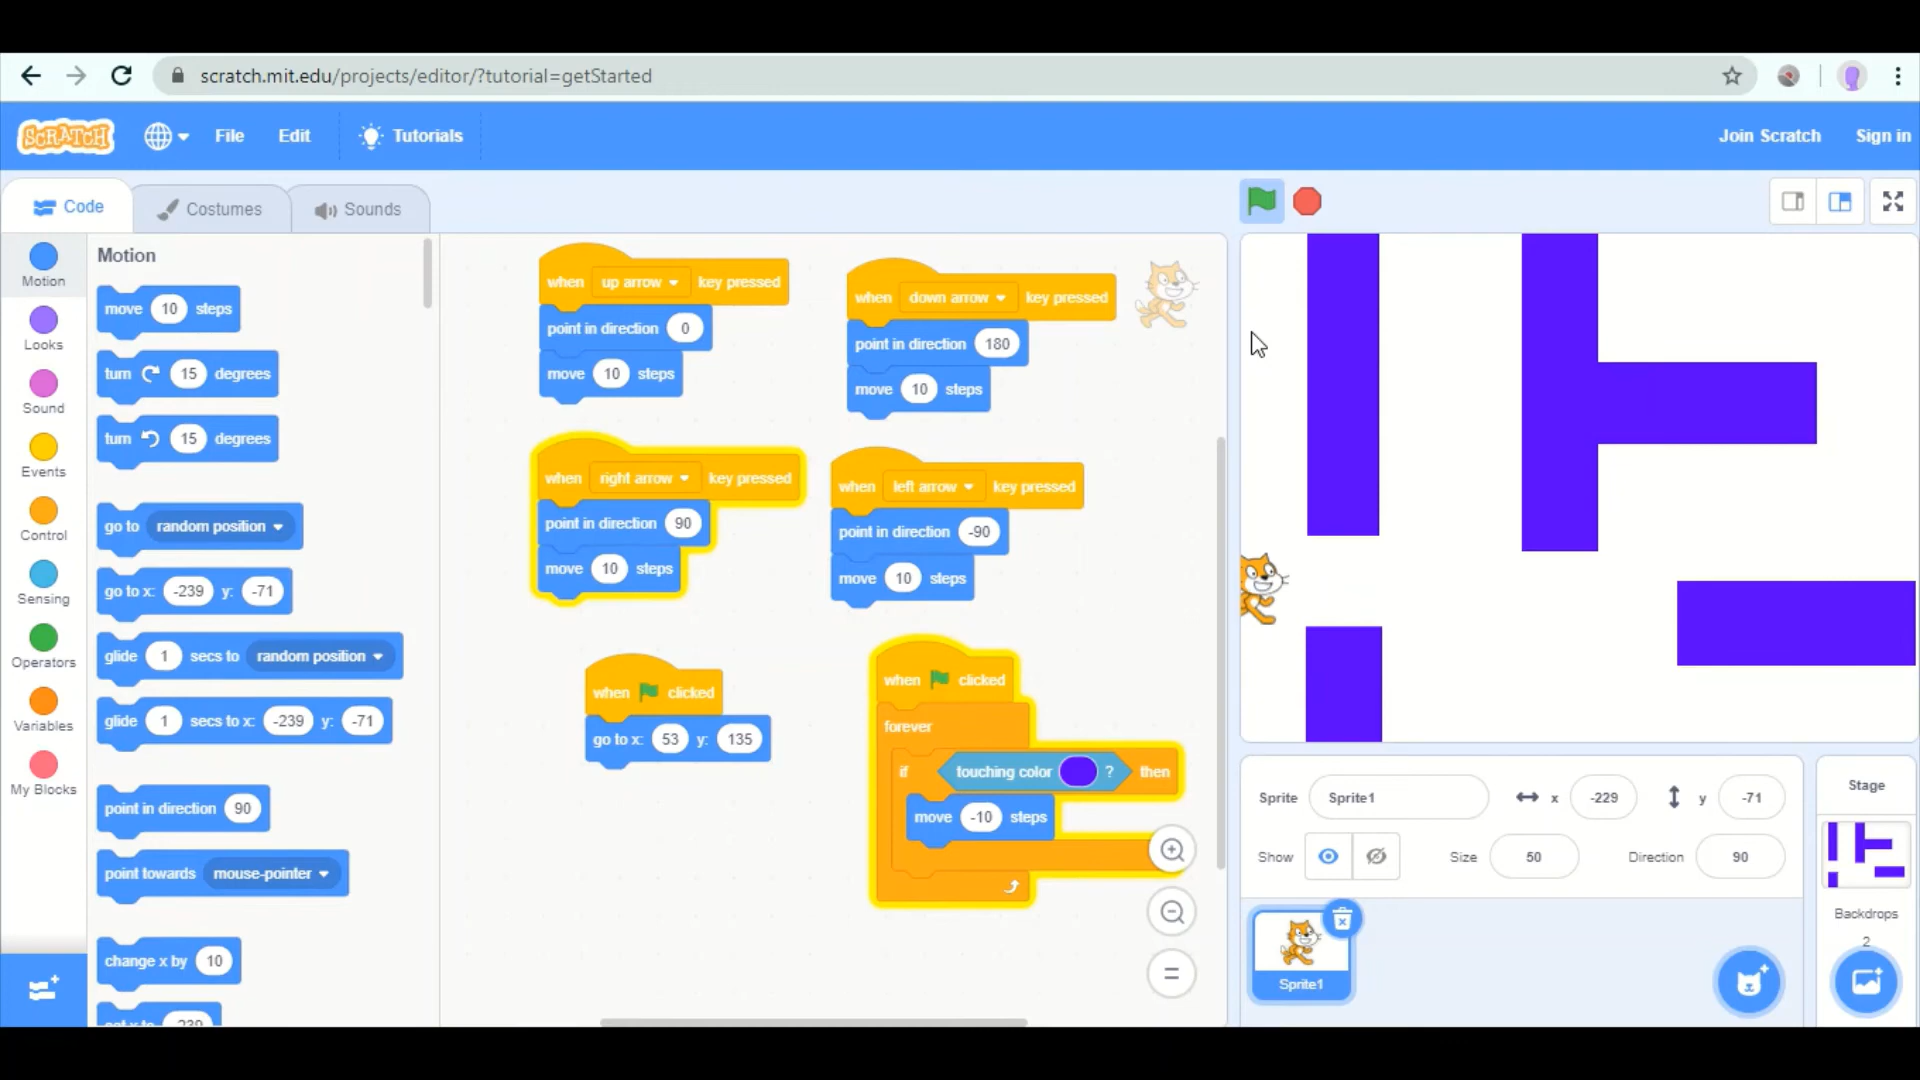 scratch.mit.edu/projects/editor/?tutorial=getStarted
SCRATCH File Edit Tutorials Join Scratch Sign in
Code Costumes Sounds
Motion
Looks
Sound
Events
Control
Sensing
Operators
Variables
My Blocks
Motion
move 10 steps
turn 15 degrees
turn 15 degrees
go to random position
go to x: -239 y: -71
glide 1 secs to random position
glide 1 secs to x: -239 y: -71
point in direction 90
point towards mouse-pointer
change x by 10
set x to -239
when up arrow key pressed
point in direction 0
move 10 steps
when down arrow key pressed
point in direction 180
move 10 steps
when right arrow key pressed
point in direction 90
move 10 steps
when left arrow key pressed
point in direction -90
move 10 steps
when clicked
go to x: 53 y: 135
when clicked
forever
if touching color ? then
move -10 steps
Sprite Sprite1 x -229 y -71
Show Size 50 Direction 90
Sprite1
Stage
Backdrops
2